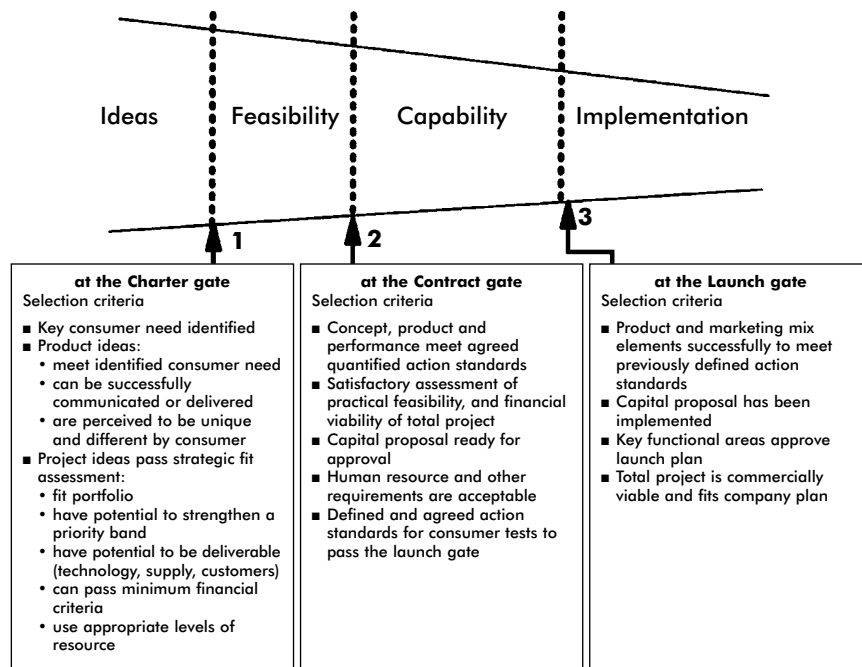 Ideas
Feasibility
Capability
Implementation
1
2
3
at the Charter gate
Selection criteria
■ Key consumer need identified
■ Product ideas:
• meet identified consumer need
• can be successfully
communicated or delivered
• are perceived to be unique
and different by consumer
■ Project ideas pass strategic fit
assessment:
• fit portfolio
• have potential to strengthen a
priority band
• have potential to be deliverable
(technology, supply, customers)
• can pass minimum financial
criteria
• use appropriate levels of
resource
at the Contract gate
Selection criteria
■ Concept, product and
performance meet agreed
quantified action standards
■ Satisfactory assessment of
practical feasibility, and financial
viability of total project
■ Capital proposal ready for
approval
■ Human resource and other
requirements are acceptable
■ Defined and agreed action
standards for consumer tests to
pass the launch gate
at the Launch gate
Selection criteria
■ Product and marketing mix
elements successfully to meet
previously defined action
standards
■ Capital proposal has been
implemented
■ Key functional areas approve
launch plan
■ Total project is commercially
viable and fits company plan